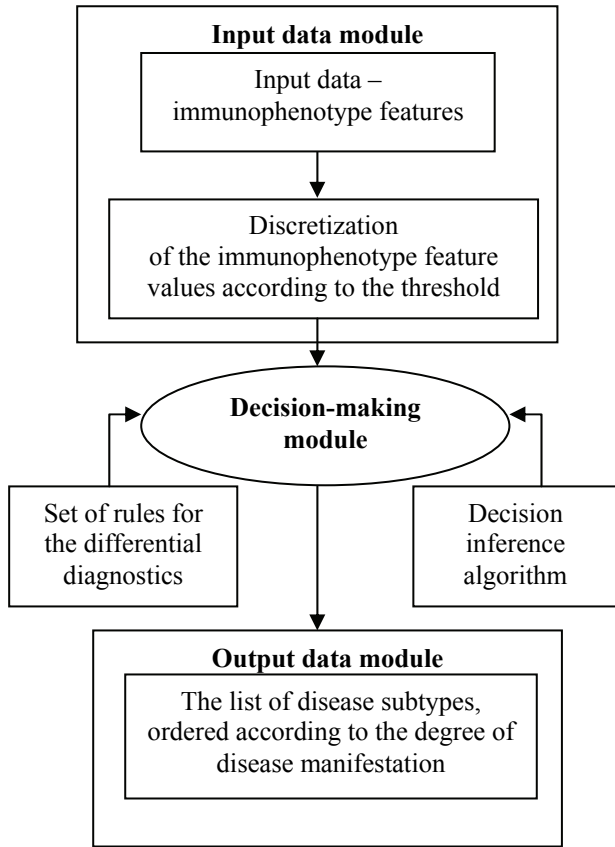 Input data module
Input data –
immunophenotype features
Discretization
of the immunophenotype feature
values according to the threshold
Decision-making
module
Set of rules for
the differential
diagnostics
Decision
inference
algorithm
Output data module
The list of disease subtypes,
ordered according to the degree of
disease manifestation